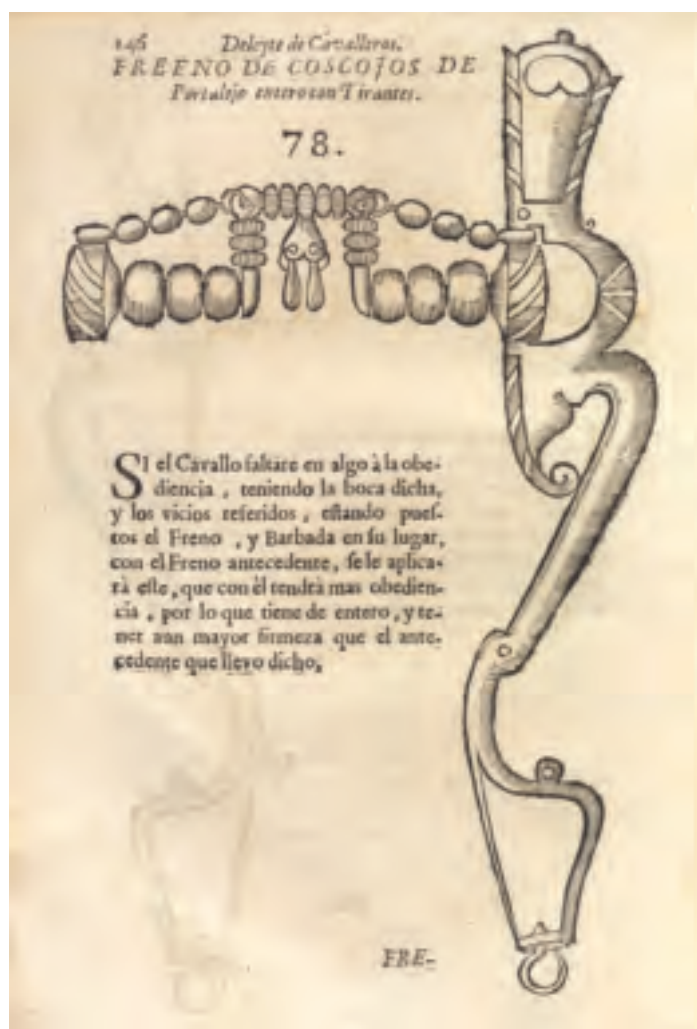 146 Deleyte de Cavalleros.
FREENO DE COSCOJOS DE
Portalejo entero con Tirantes.
78.
SI el Cavallo faltare en algo à la obe-
diencia, teniendo la boca dicha,
y los vicios referidos, eſtando pueſ-
tos el Freno, y Barbada en ſu lugar,
con el Freno antecedente, ſe le aplica-
rà eſte, que con èl tendrà mas obedien-
cia, por lo que tiene de entero, y te-
ner aun mayor firmeza que el ante-
cedente que llevo dicho.
FRE-